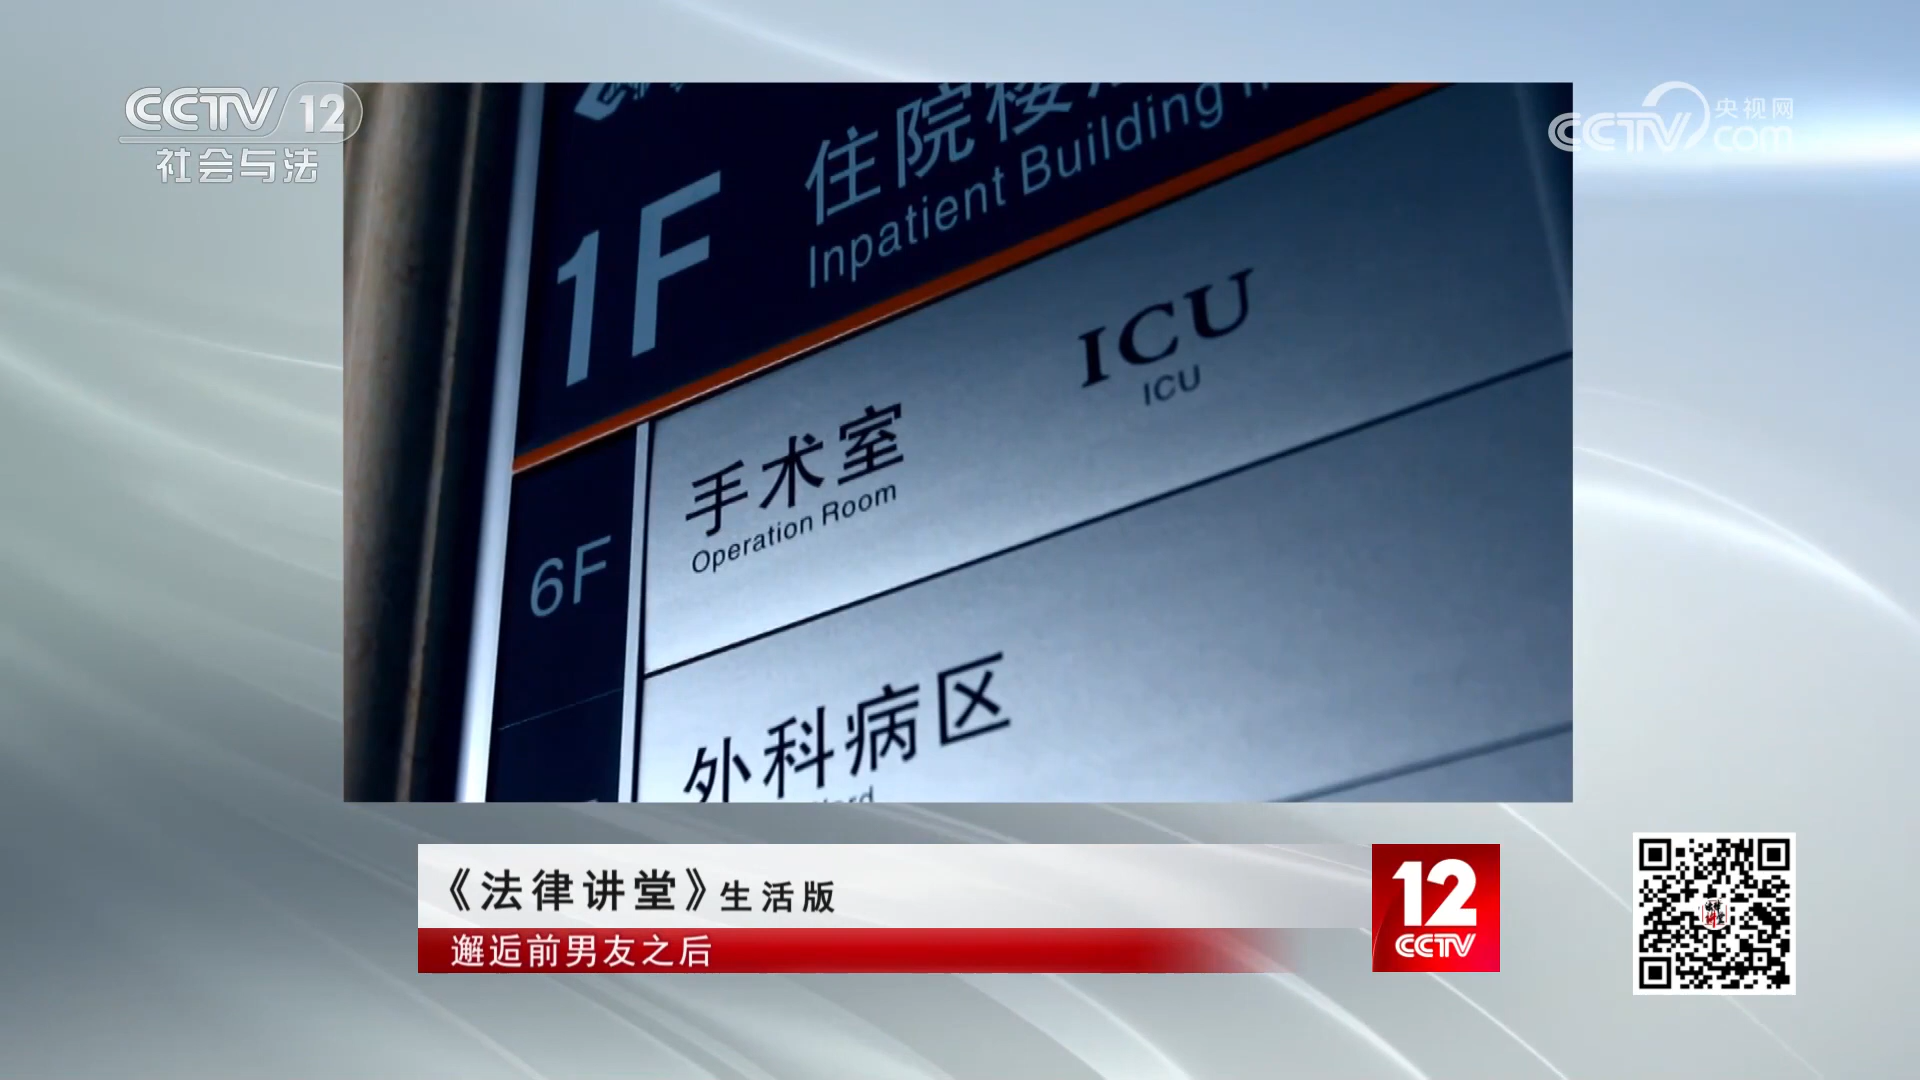 CCTV 12
社会与法
央视网
CCTV.com
1F
住院楼
Inpatient Building
ICU
ICU
手术室
Operation Room
6F
外科病区
《法律讲堂》生活版
邂逅前男友之后
12
CCTV